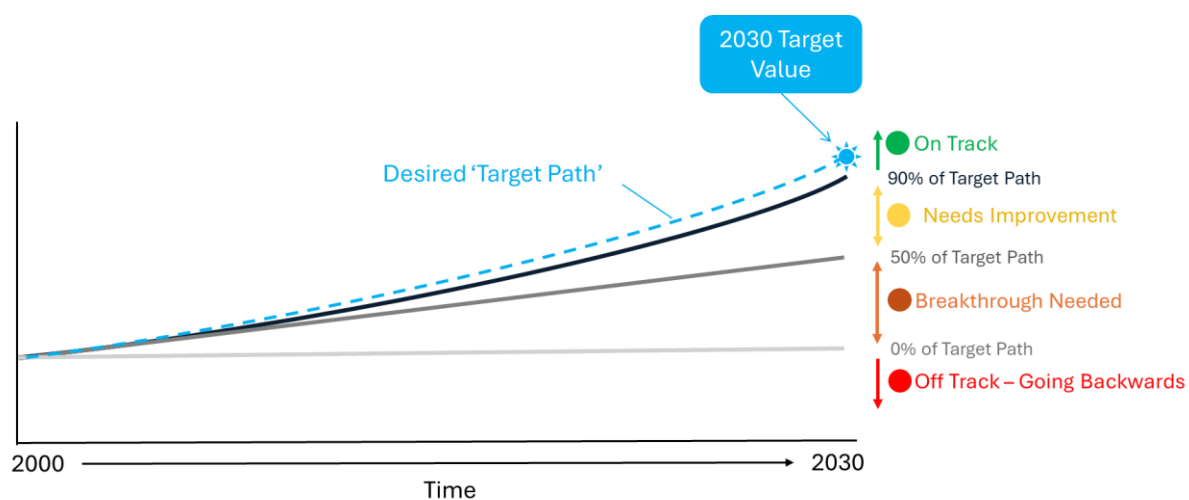 2030 Target
Value
Desired ‘Target Path’
On Track
90% of Target Path
Needs Improvement
50% of Target Path
Breakthrough Needed
0% of Target Path
Off Track – Going Backwards
2000
2030
Time